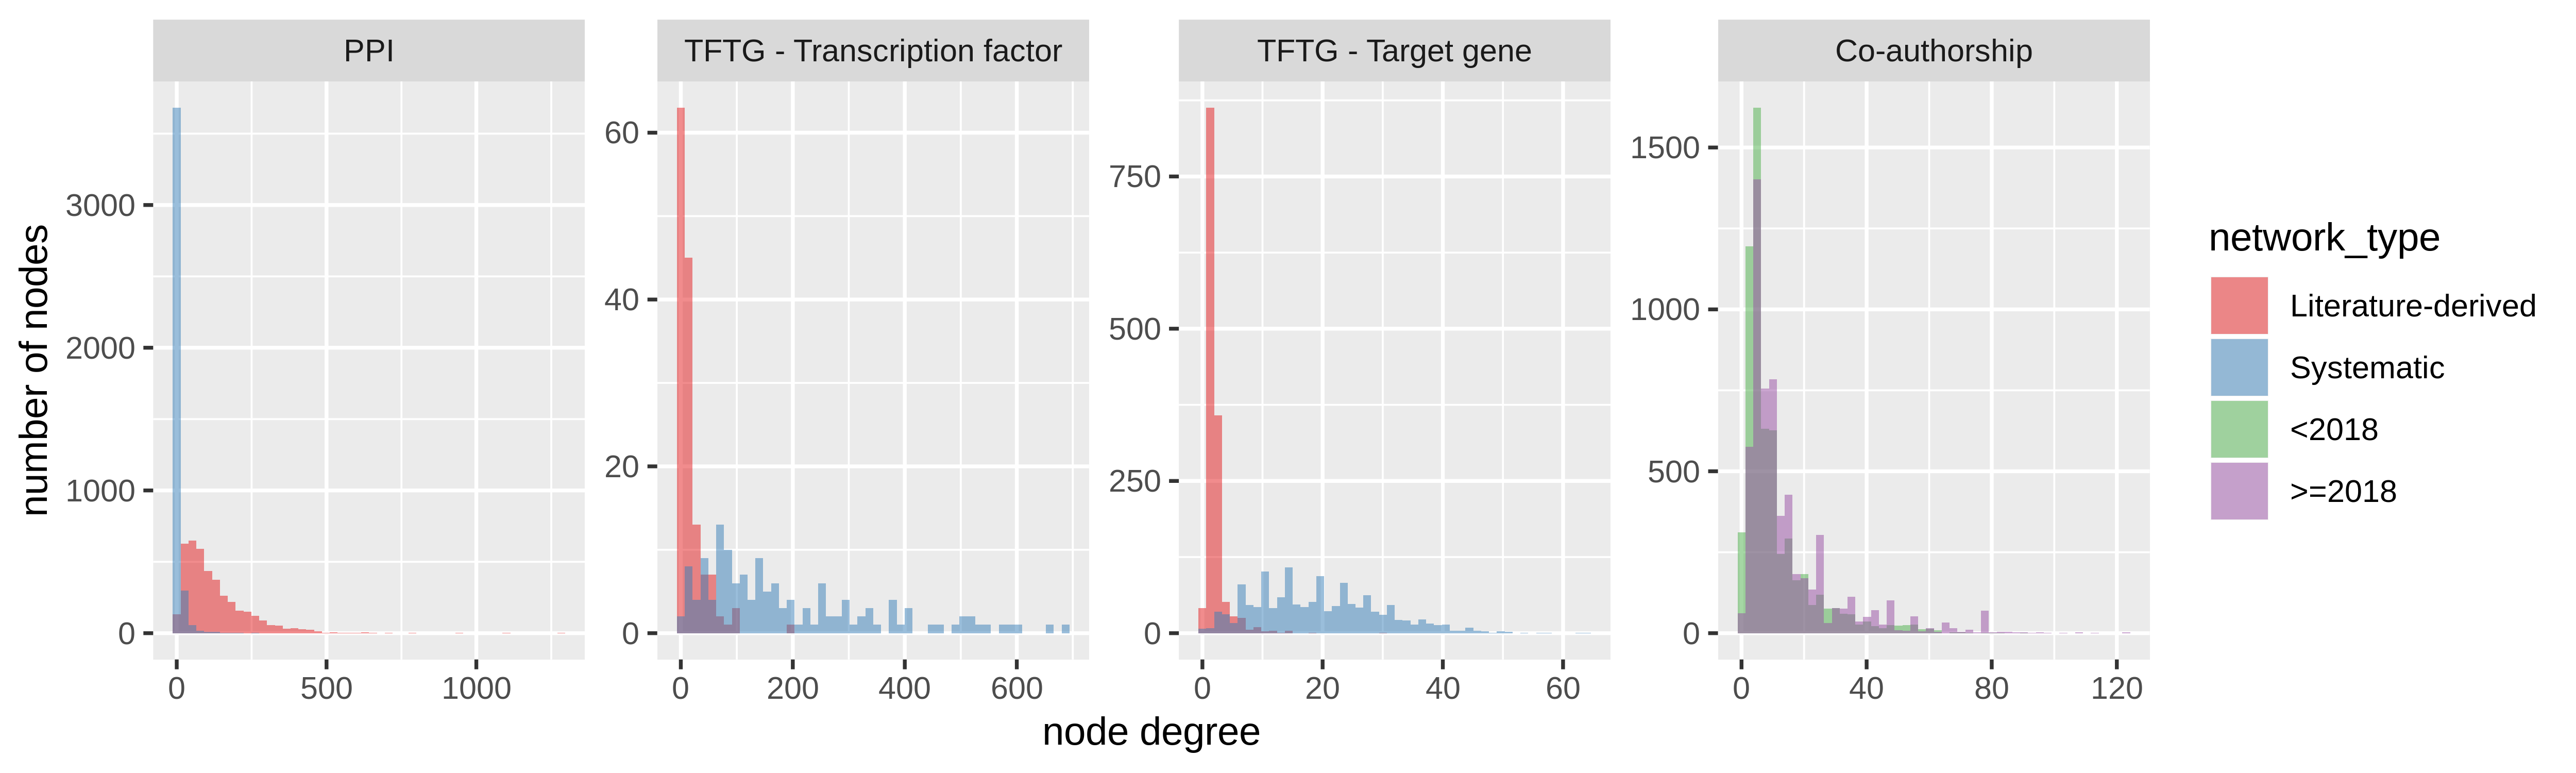 PPI
TFTG - Transcription factor
TFTG - Target gene
Co-authorship
number of nodes
3000
2000
1000
0
60
40
20
0
750
500
250
0
1500
1000
500
0
0 500 1000
0 200 400 600
0 20 40 60
0 40 80 120
node degree
network_type
Literature-derived
Systematic
<2018
>=2018